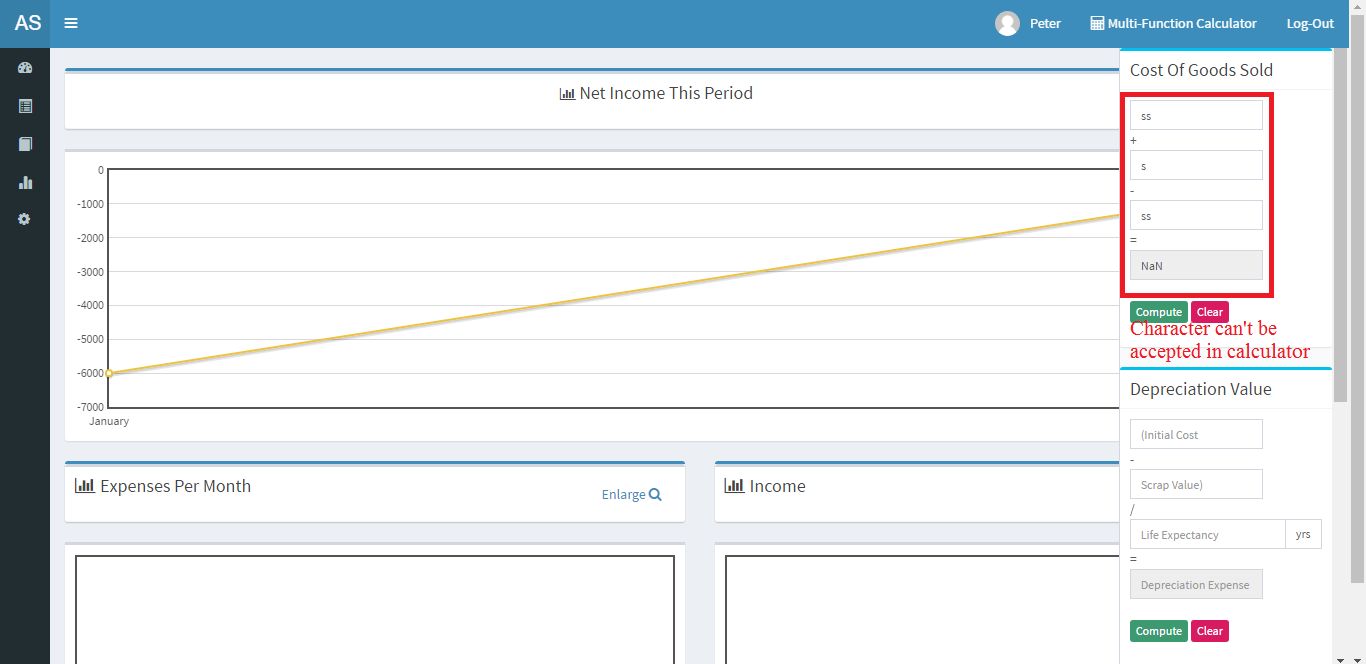 AS
Peter
Multi-Function Calculator
Log-Out
Net Income This Period
0
-1000
-2000
-3000
-4000
-5000
-6000
-7000
January
Expenses Per Month
Enlarge
Income
Cost Of Goods Sold
ss
+
s
-
ss
=
NaN
Compute Clear
Character can't be
accepted in calculator
Depreciation Value
(Initial Cost
-
Scrap Value)
/
Life Expectancy yrs
=
Depreciation Expense
Compute Clear